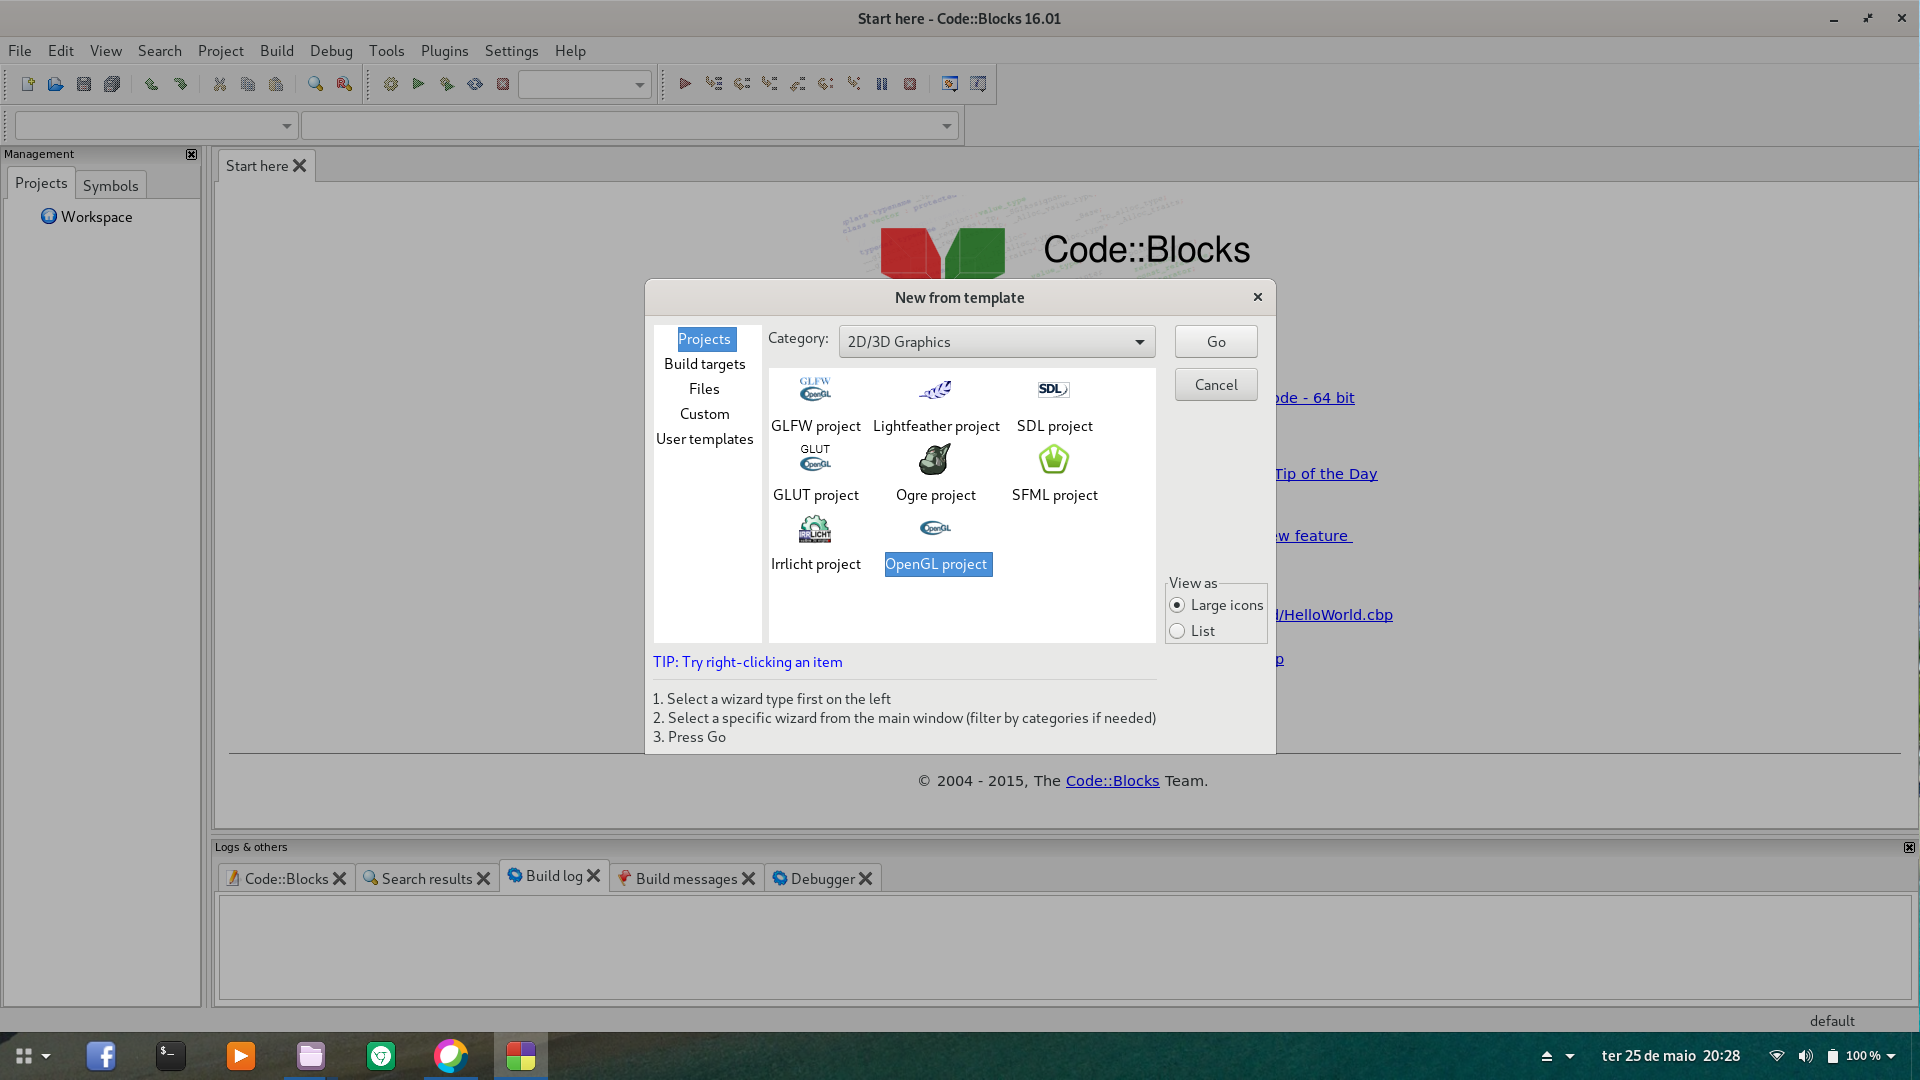 Start here - Code::Blocks 16.01
File Edit View Search Project Build Debug Tools Plugins Settings Help
Management
Start here
Projects Symbols
Workspace
Code::Blocks
New from template
Projects
Build targets
Files
Custom
User templates
Category: 2D/3D Graphics
Go
Cancel
GLFW OpenGL
SDL
GLFW project Lightfeather project SDL project
GLUT OpenGL
GLUT project Ogre project SFML project
IRRLICHT
OpenGL
Irrlicht project OpenGL project
View as
Large icons
List
TIP: Try right-clicking an item
1. Select a wizard type first on the left
2. Select a specific wizard from the main window (filter by categories if needed)
3. Press Go
ode - 64 bit
Tip of the Day
ew feature
/HelloWorld.cbp
p
© 2004 - 2015, The Code::Blocks Team.
Logs & others
Code::Blocks Search results Build log Build messages Debugger
default
ter 25 de maio 20:28 100 %